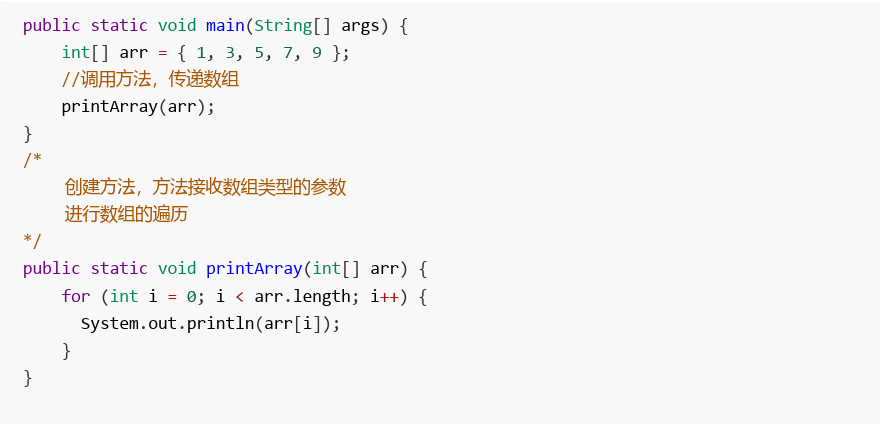 public static void main(String[] args) {
    int[] arr = { 1, 3, 5, 7, 9 };
    //调用方法，传递数组
    printArray(arr);
}
/*
    创建方法，方法接收数组类型的参数
    进行数组的遍历
*/
public static void printArray(int[] arr) {
    for (int i = 0; i < arr.length; i++) {
      System.out.println(arr[i]);
    }
}